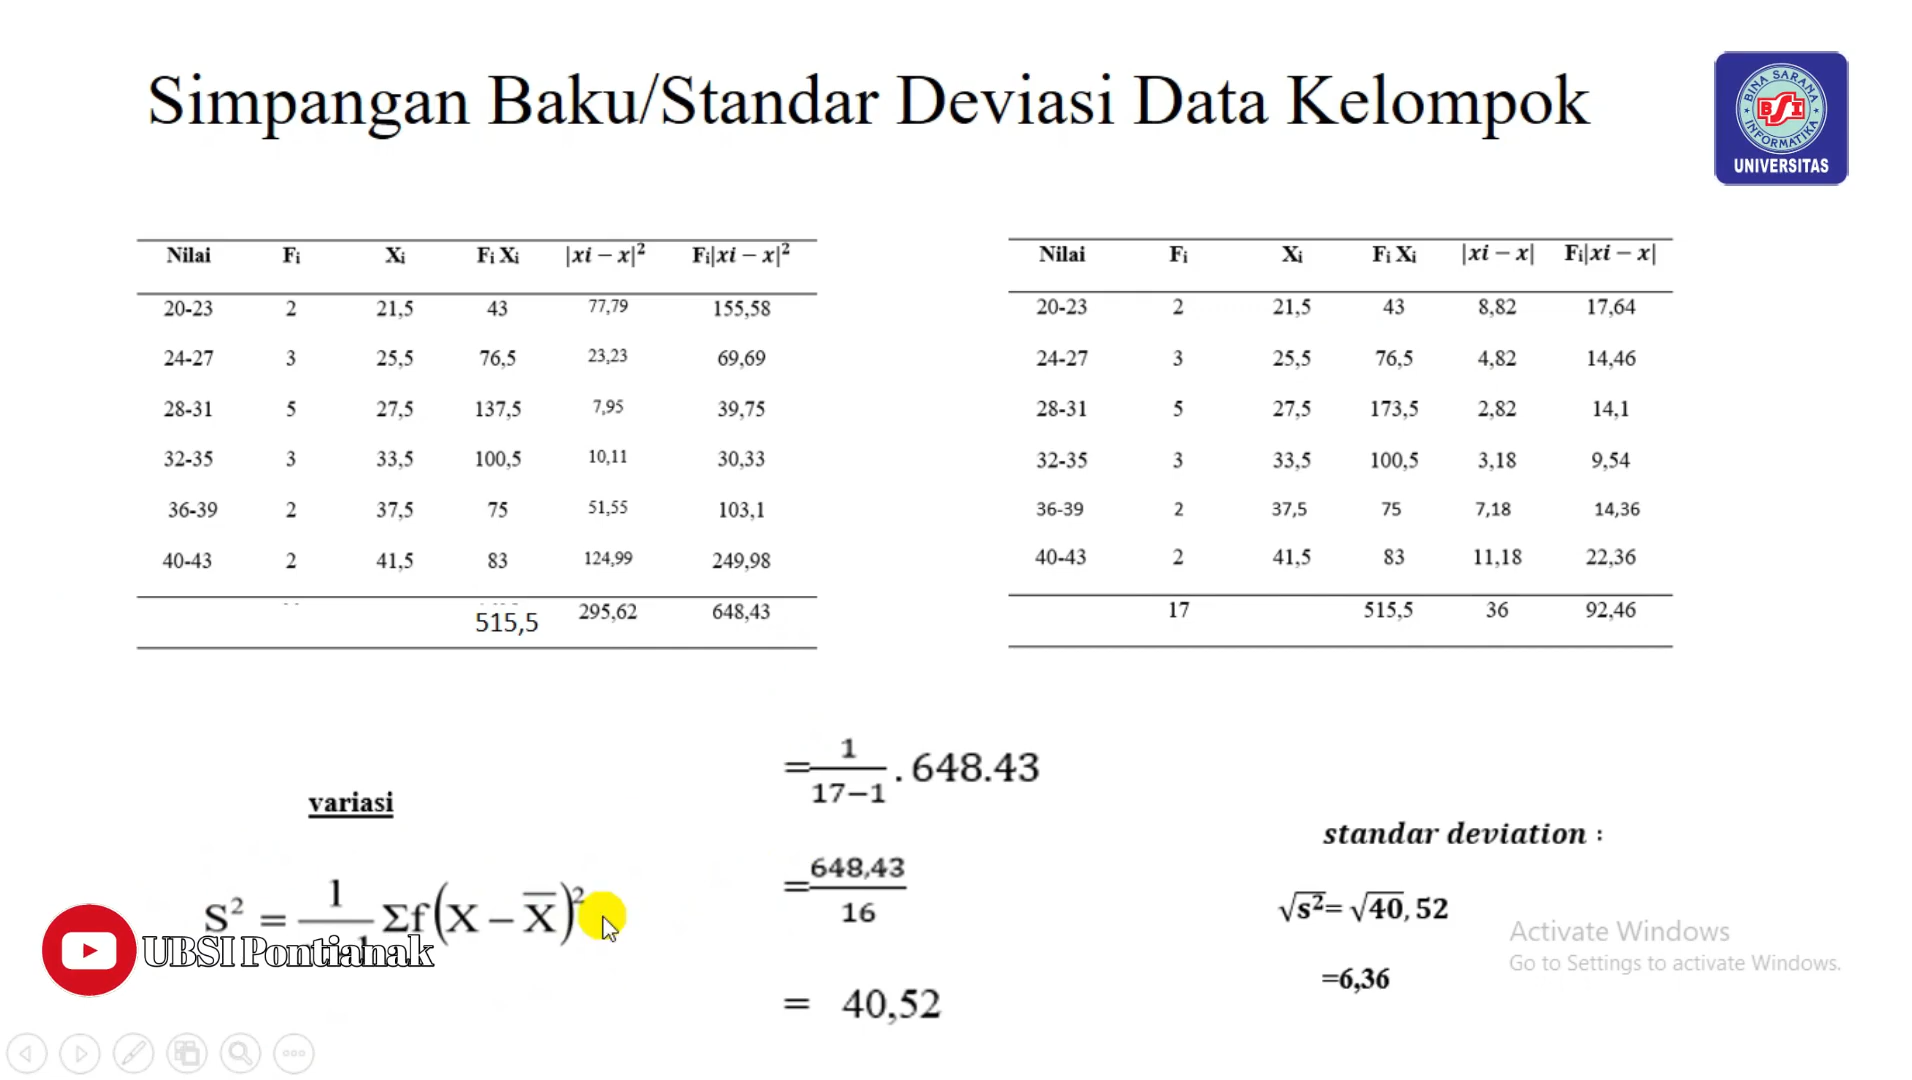 Simpangan Baku/Standar Deviasi Data Kelompok
BINA SARANA
BSI
INFORMATIKA
UNIVERSITAS
Nilai Fi Xi Fi Xi |xi − x|² Fi|xi − x|²
20-23 2 21,5 43 77,79 155,58
24-27 3 25,5 76,5 23,23 69,69
28-31 5 27,5 137,5 7,95 39,75
32-35 3 33,5 100,5 10,11 30,33
36-39 2 37,5 75 51,55 103,1
40-43 2 41,5 83 124,99 249,98
515,5 295,62 648,43
Nilai Fi Xi Fi Xi |xi − x| Fi|xi − x|
20-23 2 21,5 43 8,82 17,64
24-27 3 25,5 76,5 4,82 14,46
28-31 5 27,5 173,5 2,82 14,1
32-35 3 33,5 100,5 3,18 9,54
36-39 2 37,5 75 7,18 14,36
40-43 2 41,5 83 11,18 22,36
17 515,5 36 92,46
variasi
S² = 1/ Σf(X − X̄)²
=1/(17−1) . 648.43
=648,43/16
= 40,52
standar deviation :
√s²= √40, 52
=6,36
UBSI Pontianak
Activate Windows
Go to Settings to activate Windows.